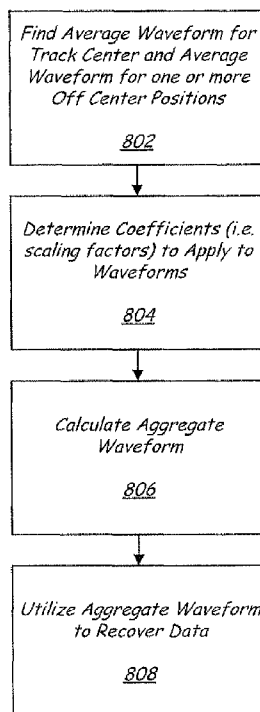 Find Average Waveform for
Track Center and Average
Waveform for one or more
Off Center Positions
802
Determine Coefficients (i.e.
scaling factors) to Apply to
Waveforms
804
Calculate Aggregate
Waveform
806
Utilize Aggregate Waveform
to Recover Data
808